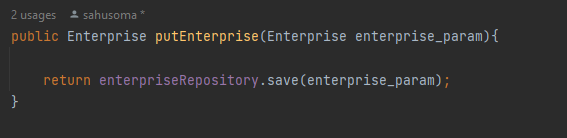 2 usages sahusoma *
public Enterprise putEnterprise(Enterprise enterprise_param){
return enterpriseRepository.save(enterprise_param);
}